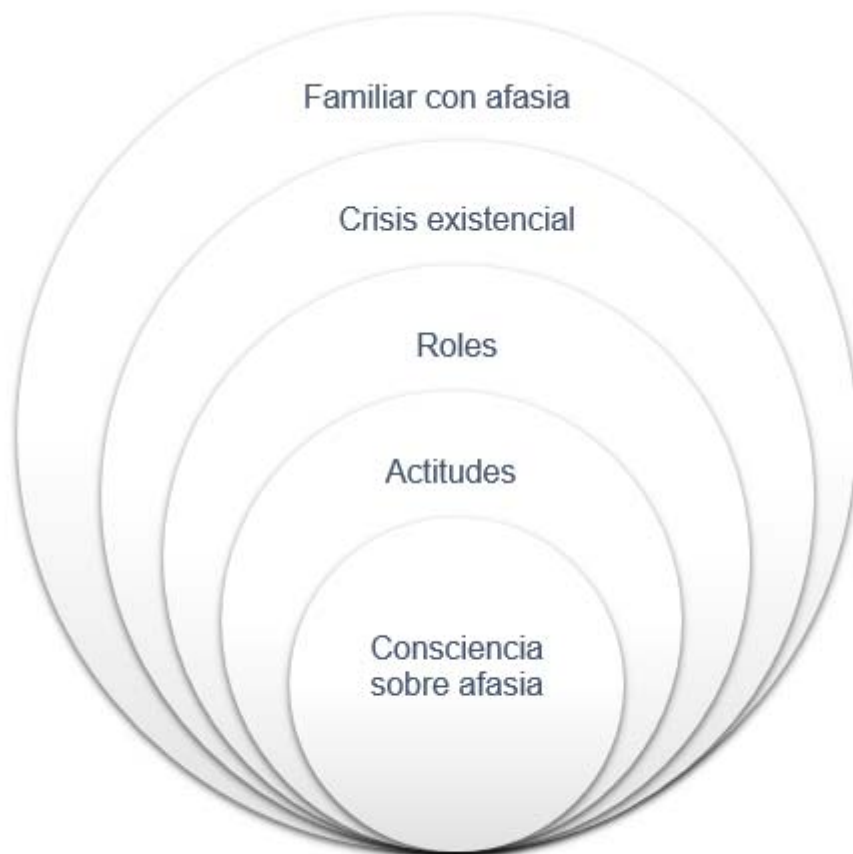 Familiar con afasia
Crisis existencial
Roles
Actitudes
Consciencia
sobre afasia